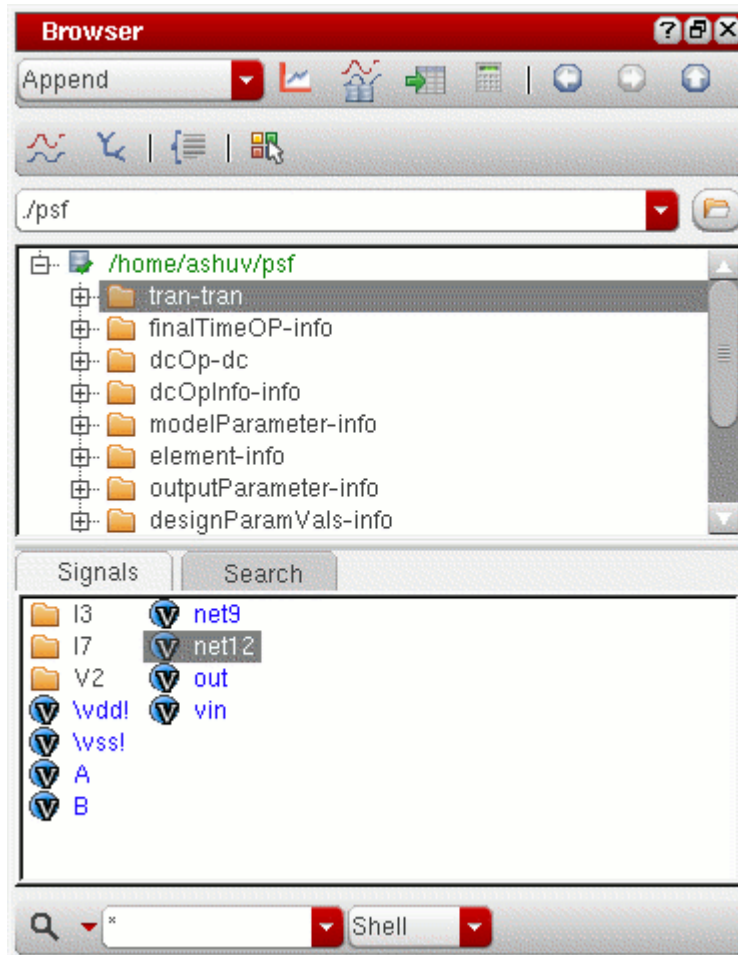 Browser
Append
./psf
/home/ashuv/psf
tran-tran
finalTimeOP-info
dcOp-dc
dcOpInfo-info
modelParameter-info
element-info
outputParameter-info
designParamVals-info
Signals Search
I3 net9
I7 net12
V2 out
\vdd! vin
\vss!
A
B
* Shell